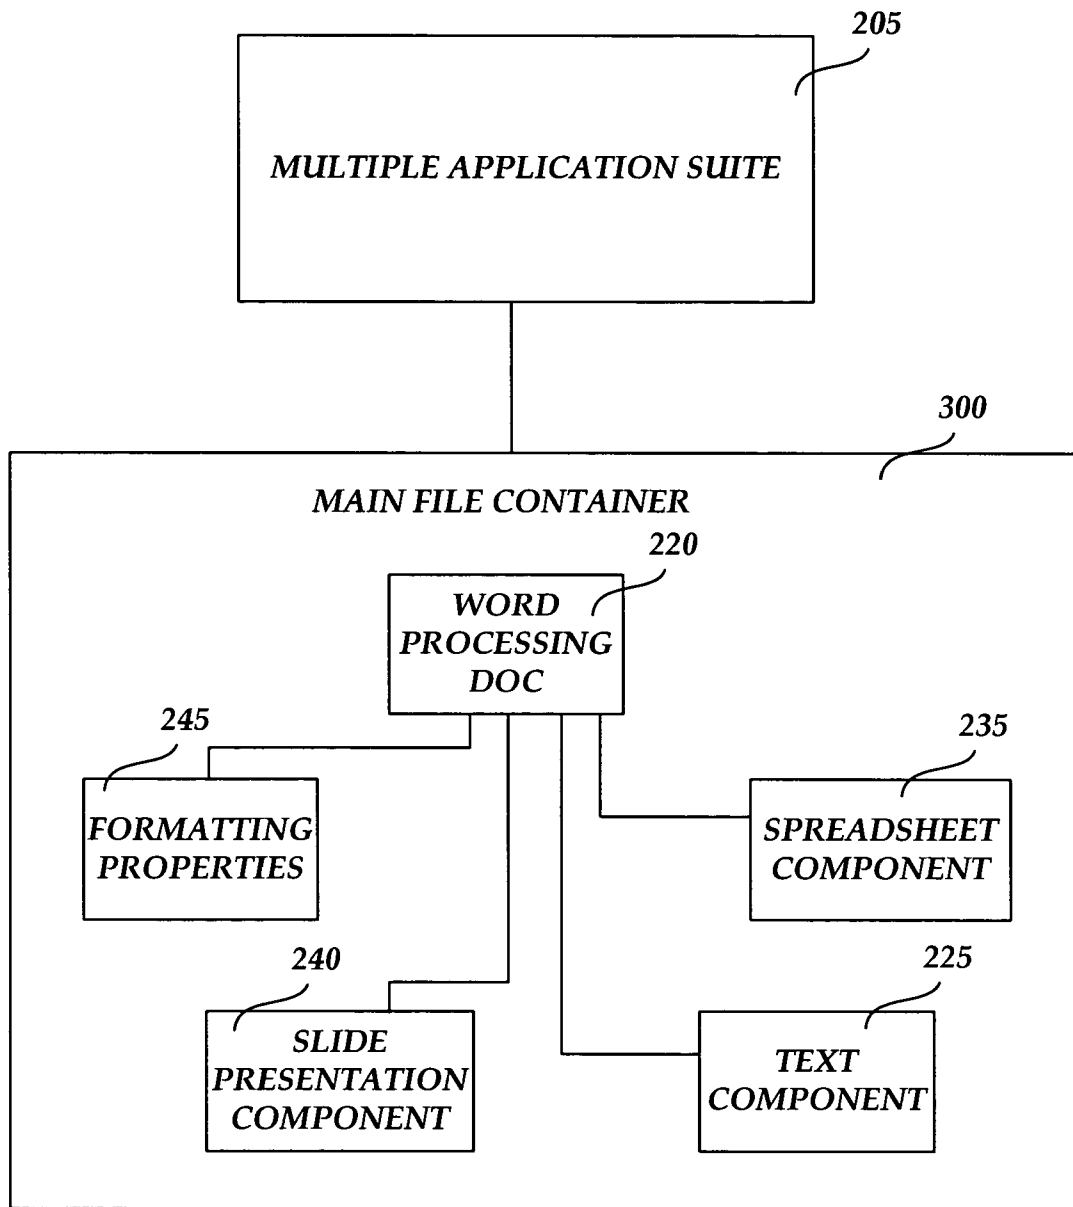 205
MULTIPLE APPLICATION SUITE
300
MAIN FILE CONTAINER
220
WORD
PROCESSING
DOC
245
FORMATTING
PROPERTIES
235
SPREADSHEET
COMPONENT
240
SLIDE
PRESENTATION
COMPONENT
225
TEXT
COMPONENT